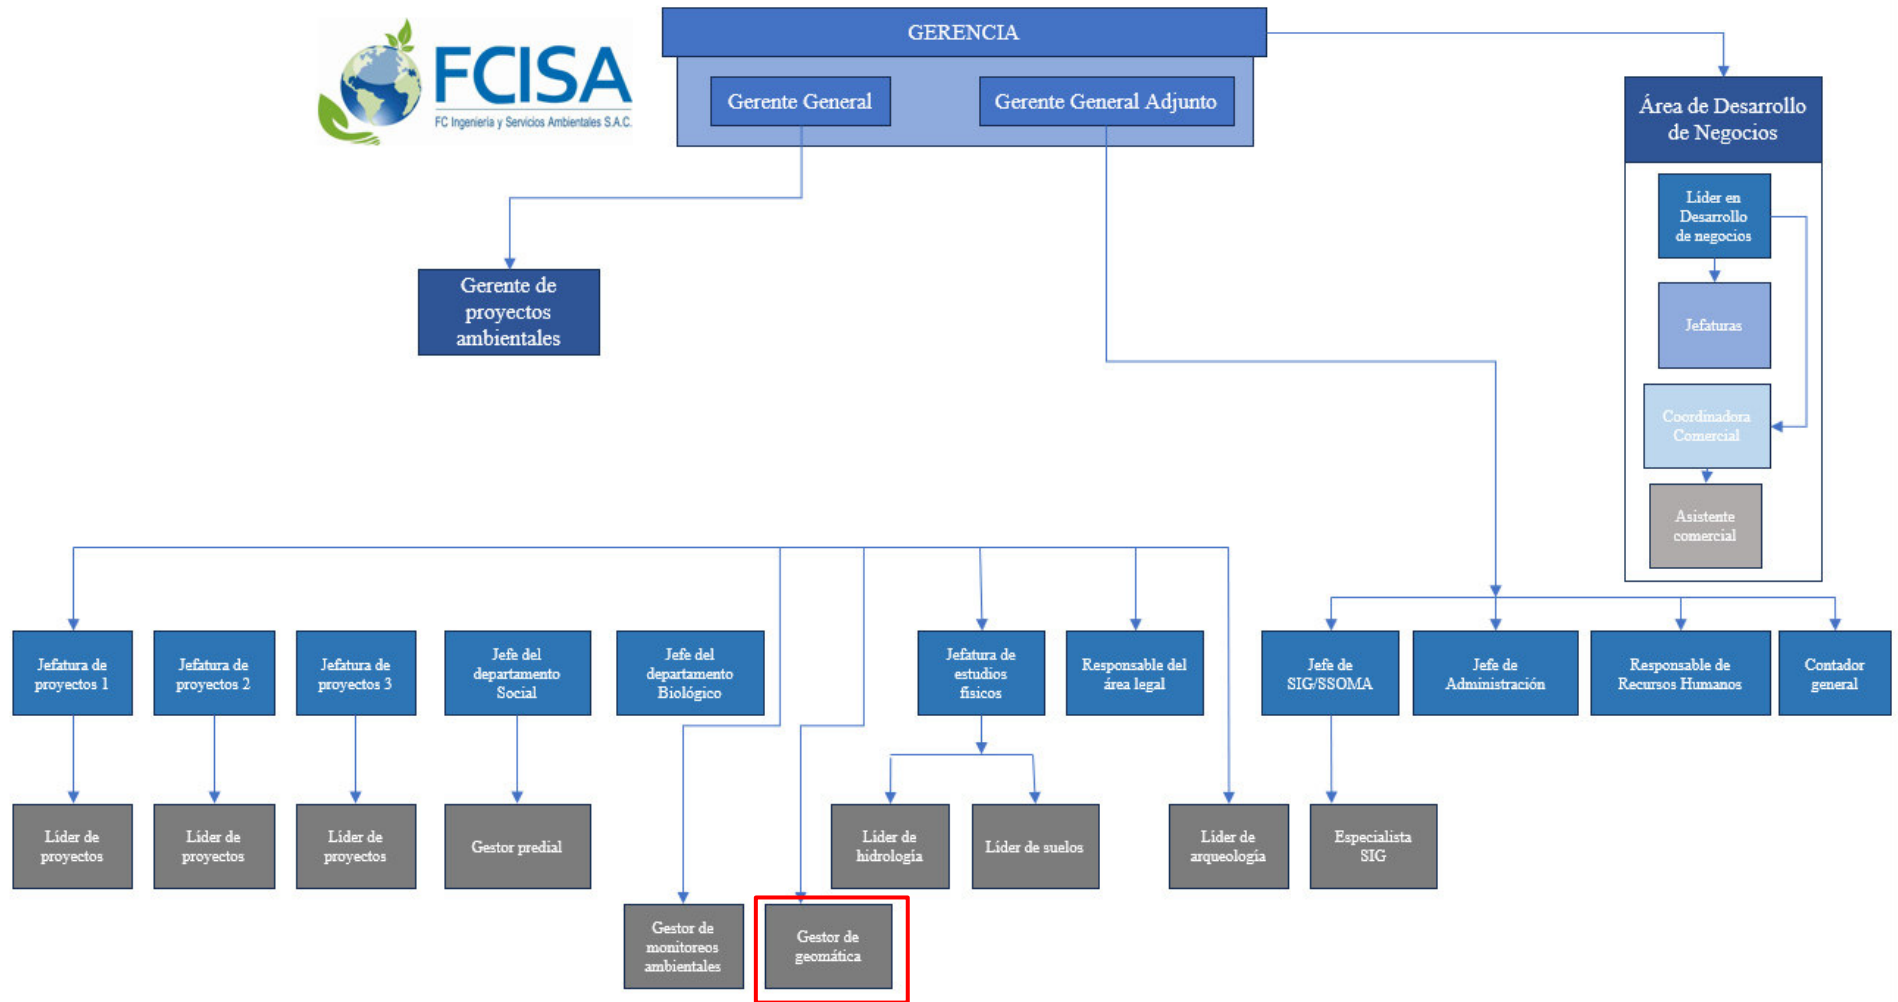 FCISA
FC Ingeniería y Servicios Ambientales S.A.C.
GERENCIA
Gerente General
Gerente General Adjunto
Área de Desarrollo
de Negocios
Líder en
Desarrollo
de negocios
Jefaturas
Coordinadora
Comercial
Asistente
comercial
Gerente de
proyectos
ambientales
Jefatura de
proyectos 1
Jefatura de
proyectos 2
Jefatura de
proyectos 3
Jefe del
departamento
Social
Jefe del
departamento
Biológico
Jefatura de
estudios
físicos
Responsable del
área legal
Jefe de
SIG/SSOMA
Jefe de
Administración
Responsable de
Recursos Humanos
Contador
general
Líder de
proyectos
Líder de
proyectos
Líder de
proyectos
Gestor predial
Líder de
hidrología
Líder de suelos
Líder de
arqueología
Especialista
SIG
Gestor de
monitoreos
ambientales
Gestor de
geomática